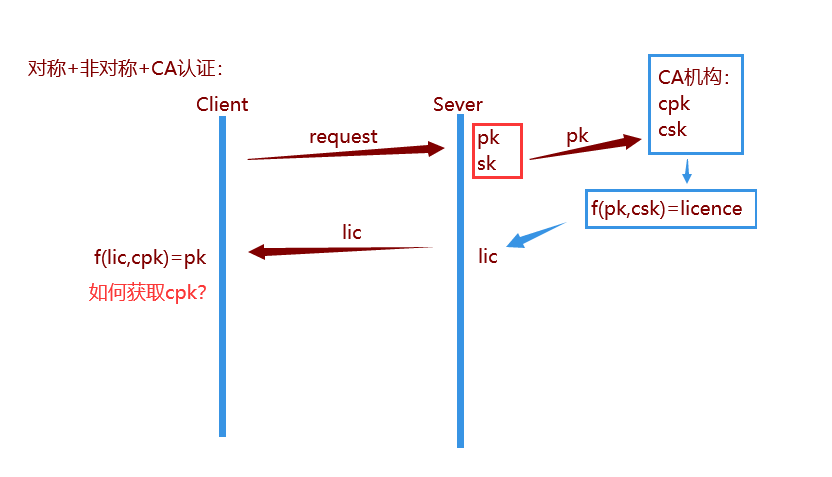 对称+非对称+CA认证：
Client
Sever
CA机构：
cpk
csk
request
pk
sk
pk
f(pk,csk)=licence
lic
lic
f(lic,cpk)=pk
如何获取cpk？